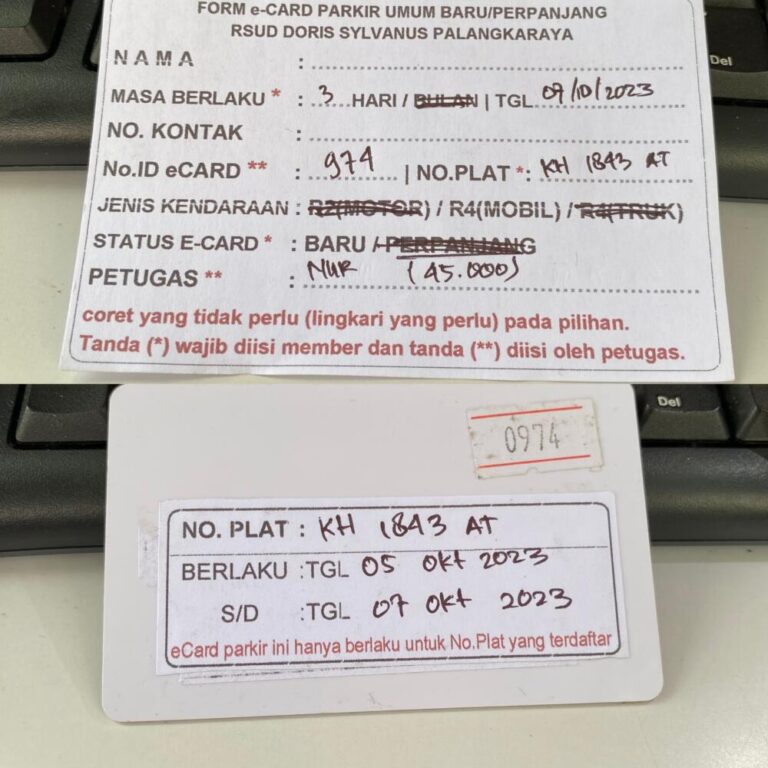 FORM e-CARD PARKIR UMUM BARU/PERPANJANG
RSUD DORIS SYLVANUS PALANGKARAYA
NAMA :
MASA BERLAKU * : 3 HARI / BULAN | TGL 07/10/2023
NO. KONTAK :
No.ID eCARD ** : 974 | NO.PLAT *: KH 1843 AT
JENIS KENDARAAN : R2(MOTOR) / R4(MOBIL) / R4(TRUK)
STATUS E-CARD * : BARU / PERPANJANG
PETUGAS ** : NUR (45.000)
coret yang tidak perlu (lingkari yang perlu) pada pilihan.
Tanda (*) wajib diisi member dan tanda (**) diisi oleh petugas.
Del
Del
0974
NO. PLAT : KH 1843 AT
BERLAKU :TGL 05 OKT 2023
S/D :TGL 07 OKT 2023
eCard parkir ini hanya berlaku untuk No.Plat yang terdaftar